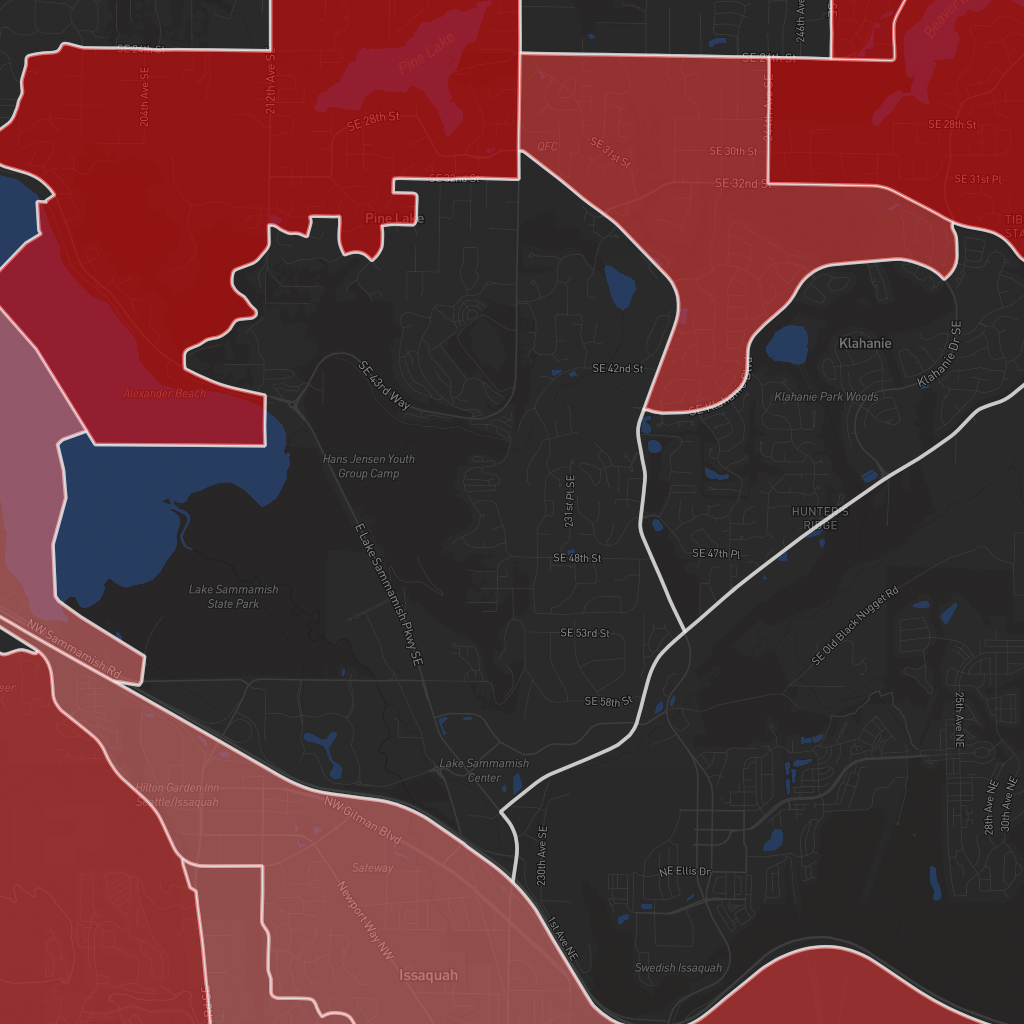 246th Ave SE
SE 24th St
SE 24th St
Pine Lake
Beaver L
204th Ave SE
212th Ave S
SE 28th St
SE 28th St
QFC
SE 31st St
SE 30th St
SE 31st Pl
SE 32nd St
SE 32nd St
Pine Lake
TIB
STA
Klahanie
Klahanie Dr SE
SE 42nd St
SE 43rd Way
Alexander Beach
Klahanie Park Woods
Hans Jensen Youth
Group Camp
231st Pl SE
HUNTER'S
RIDGE
SE 48th St
SE 47th Pl
E Lake Sammamish Pkwy SE
Lake Sammamish
State Park
SE Old Black Nugget Rd
SE 53rd St
NW Sammamish Rd
SE 58th St
25th Ave NE
Lake Sammamish
Center
Hilton Garden Inn
Seattle/Issaquah
28th Ave NE
30th Ave NE
NW Gilman Blvd
230th Ave SE
Safeway
NE Ellis Dr
Newport Way NW
1st Ave NE
Swedish Issaquah
Issaquah